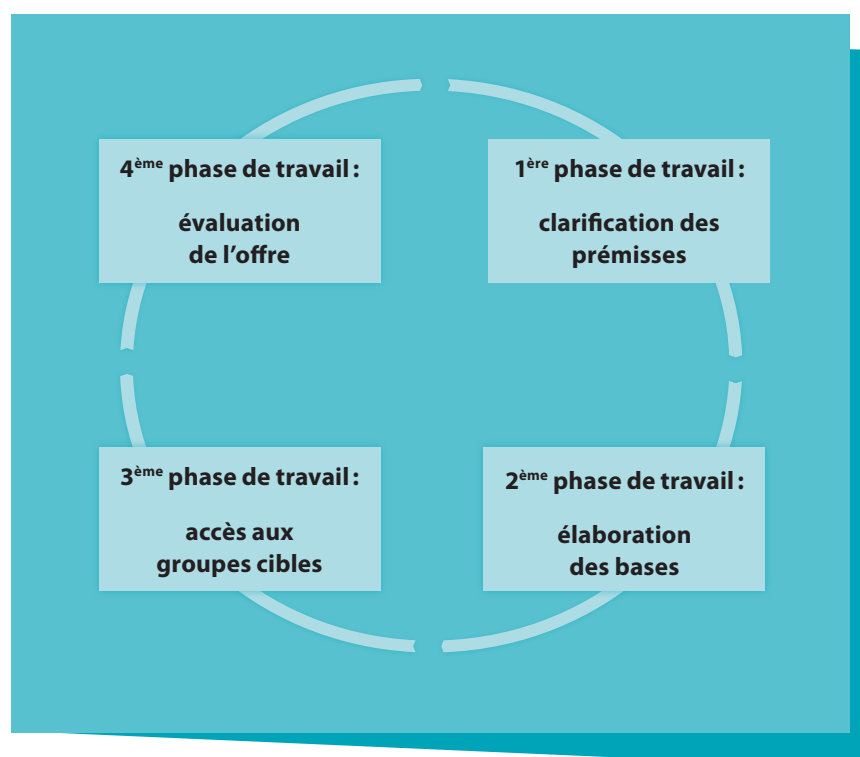 4ème phase de travail :
évaluation
de l’offre
1ère phase de travail :
clarification des
prémisses
3ème phase de travail :
accès aux
groupes cibles
2ème phase de travail :
élaboration
des bases